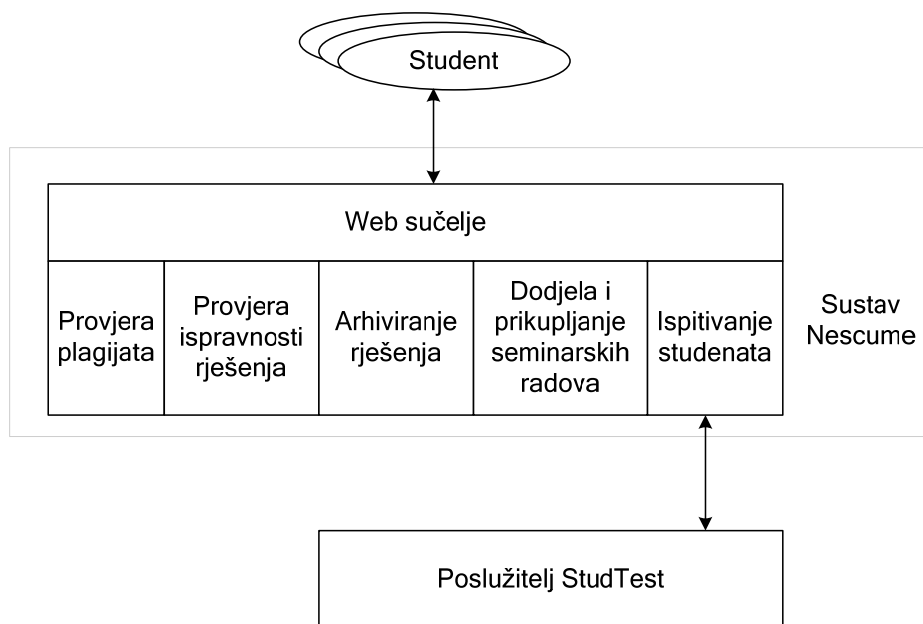 Student
Web sučelje
Provjera
plagijata
Provjera
ispravnosti
rješenja
Arhiviranje
rješenja
Dodjela i
prikupljanje
seminarskih
radova
Ispitivanje
studenata
Sustav
Nescume
Poslužitelj StudTest